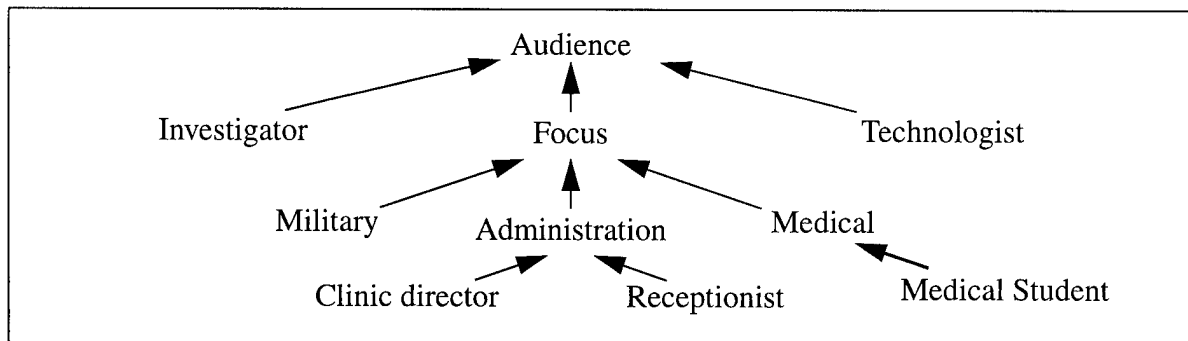 Audience
Investigator
Focus
Technologist
Military
Administration
Medical
Clinic director
Receptionist
Medical Student